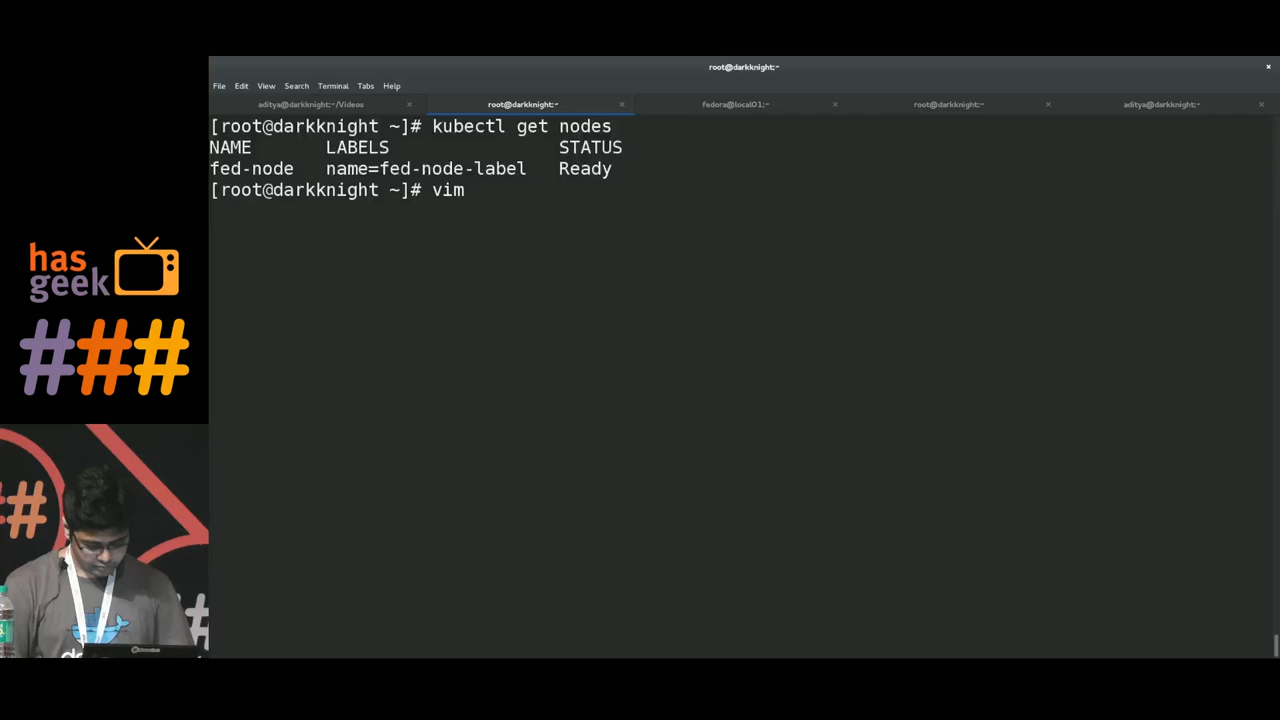 root@darkknight:~
File Edit View Search Terminal Tabs Help
aditya@darkknight:~/Videos
root@darkknight:~
fedora@local01:~
root@darkknight:~
aditya@darkknight:~
[root@darkknight ~]# kubectl get nodes
NAME LABELS STATUS
fed-node name=fed-node-label Ready
[root@darkknight ~]# vim
has
geek
###